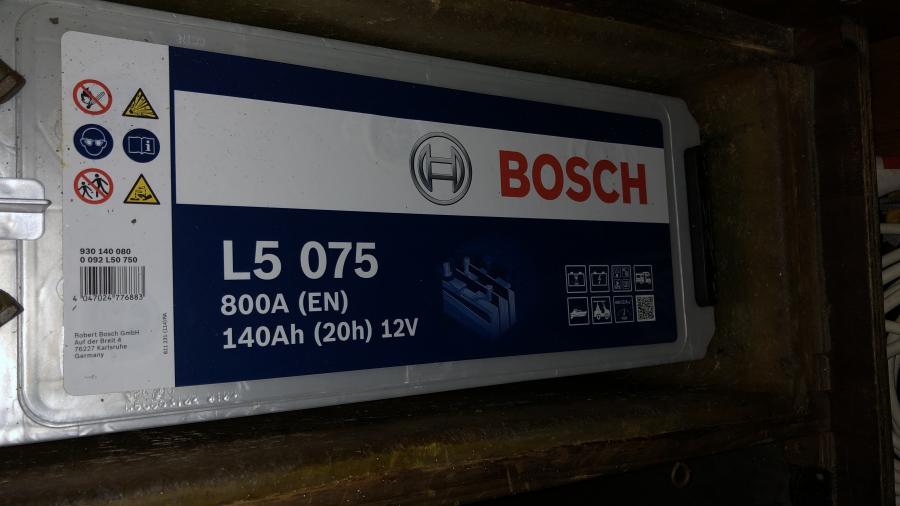 BOSCH
L5 075
800A (EN)
140Ah (20h) 12V
930 140 080
0 092 L50 750
4 047024 776883
Robert Bosch GmbH
Auf der Breit 4
76227 Karlsruhe
Germany